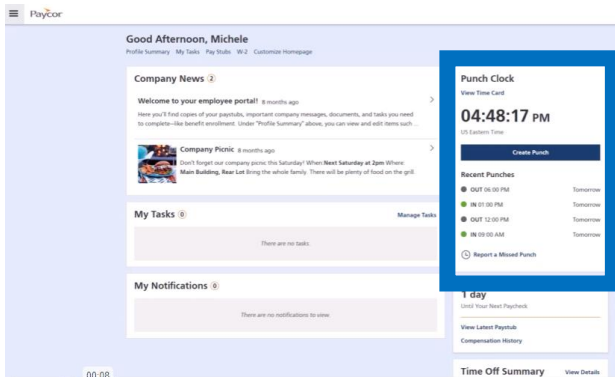 Paycor
Good Afternoon, Michele
Profile Summary My Tasks Pay Stubs W-2 Customize Homepage
Company News 2
Welcome to your employee portal! 8 months ago
Here you'll find copies of your paystubs, important company messages, documents, and tasks you need
to complete—like benefit enrollment. Under "Profile Summary" above, you can view and edit items such ...
Company Picnic 8 months ago
Don't forget our company picnic this Saturday! When: Next Saturday at 2pm Where:
Main Building, Rear Lot Bring the whole family. There will be plenty of food on the grill.
My Tasks 0
Manage Tasks
There are no tasks.
My Notifications 0
There are no notifications to view.
Punch Clock
View Time Card
04:48:17 PM
US Eastern Time
Create Punch
Recent Punches
OUT 06:00 PM Tomorrow
IN 01:00 PM Tomorrow
OUT 12:00 PM Tomorrow
IN 09:00 AM Tomorrow
Report a Missed Punch
1 day
Until Your Next Paycheck
View Latest Paystub
Compensation History
Time Off Summary View Details
00:08